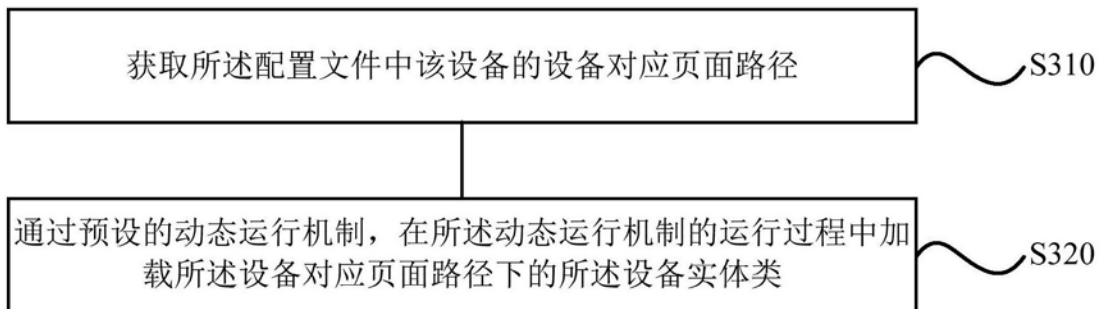 获取所述配置文件中该设备的设备对应页面路径
S310
通过预设的动态运行机制，在所述动态运行机制的运行过程中加
载所述设备对应页面路径下的所述设备实体类
S320